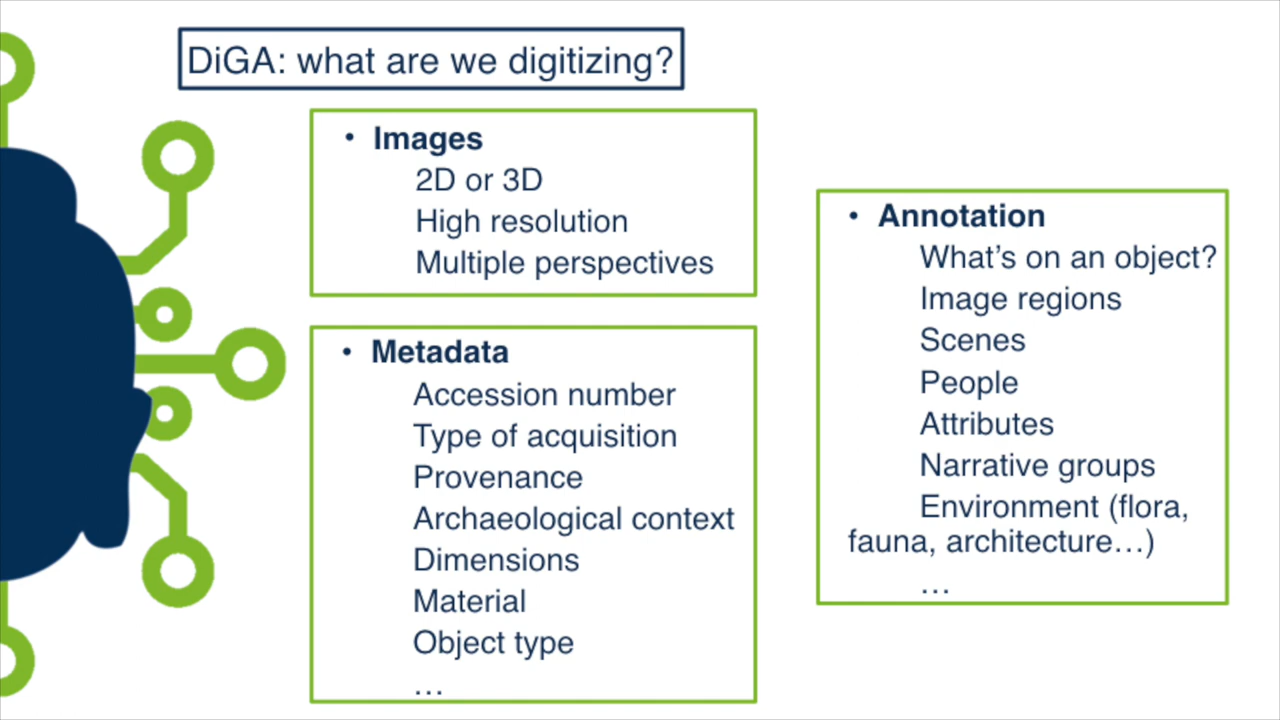 DiGA: what are we digitizing?
• Images
2D or 3D
High resolution
Multiple perspectives
• Metadata
Accession number
Type of acquisition
Provenance
Archaeological context
Dimensions
Material
Object type
…
• Annotation
What’s on an object?
Image regions
Scenes
People
Attributes
Narrative groups
Environment (flora,
fauna, architecture…)
…